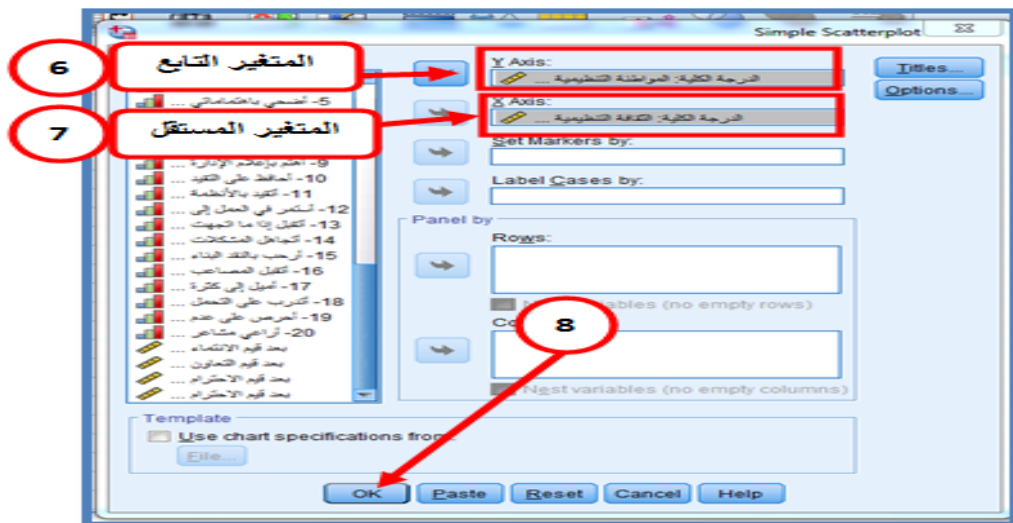 Simple Scatterplot
6
المتغير التابع
Y Axis:
الدرجة الكلية: المواطنة التنظيمية ...
Titles...
Options...
5- أضحي باهتماماتي ...
X Axis:
الدرجة الكلية: الثقافة التنظيمية ...
7
المتغير المستقل
Set Markers by:
9- أهتم بإعلام الإدارة ...
10- أحافظ على التقيد ...
Label Cases by:
11- أتقيد بالأنظمة ...
12- أستمر في العمل إلى ...
13- أتقبل إذا ما اتجهت ...
Panel by
14- أتجاهل المشكلات ...
Rows:
15- أرحب بالنقد البناء ...
16- أتقبل المصاعب ...
17- أميل إلى كثرة ...
18- أتدرب على التحمل ...
variables (no empty rows)
19- أحرص على عدم ...
8
20- أراعي مشاعر ...
بعد قيم الانتماء ...
بعد قيم التعاون ...
بعد قيم الاحترام ...
بعد قيم الاحترام ...
Nest variables (no empty columns)
Template
Use chart specifications from:
File...
OK
Paste
Reset
Cancel
Help